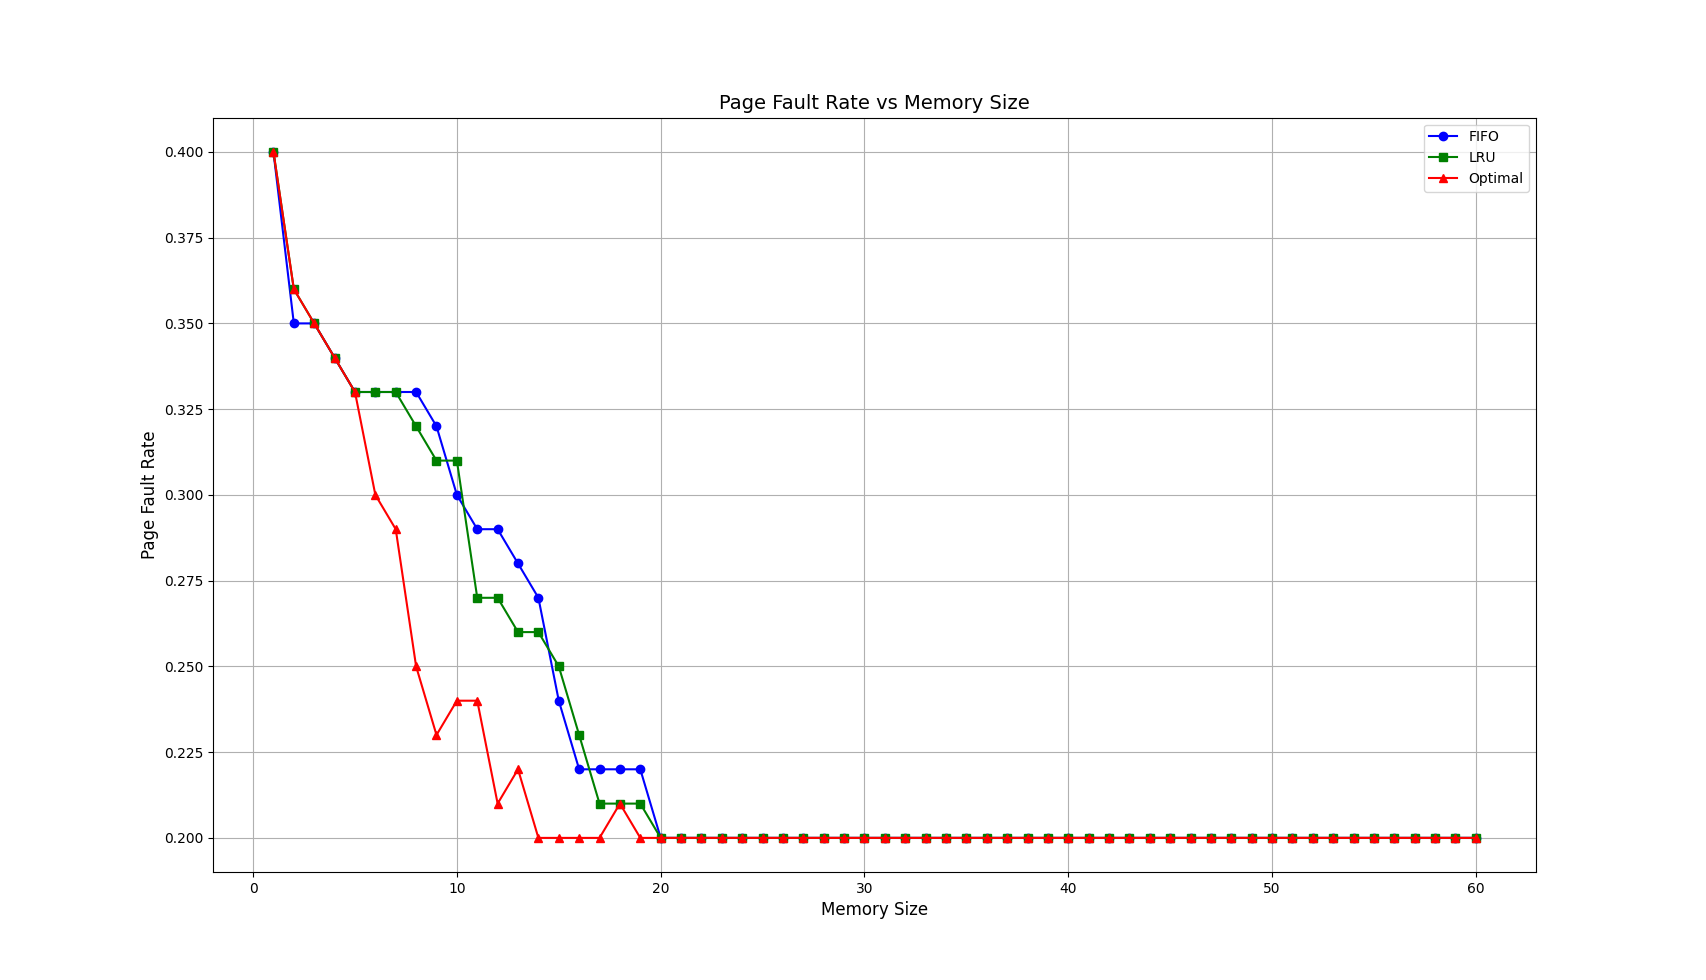 Page Fault Rate vs Memory Size
FIFO
LRU
Optimal
0.400
0.375
0.350
0.325
0.300
0.275
0.250
0.225
0.200
Page Fault Rate
0 10 20 30 40 50 60
Memory Size